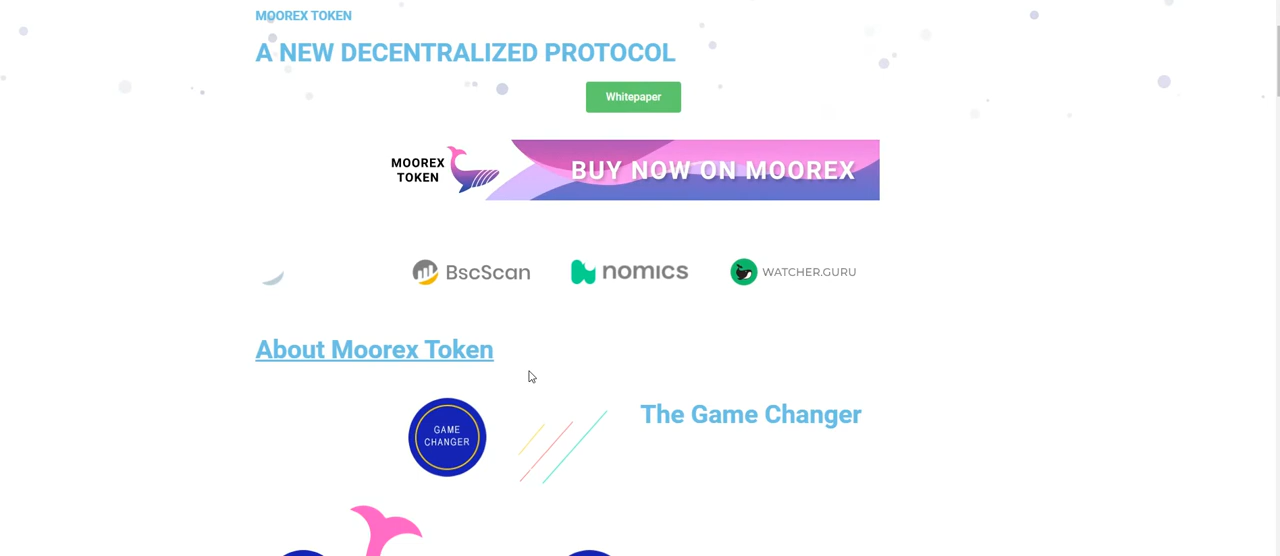 MOOREX TOKEN
A NEW DECENTRALIZED PROTOCOL
Whitepaper
MOOREX
TOKEN
BUY NOW ON MOOREX
BscScan
nomics
WATCHER.GURU
About Moorex Token
GAME
CHANGER
The Game Changer